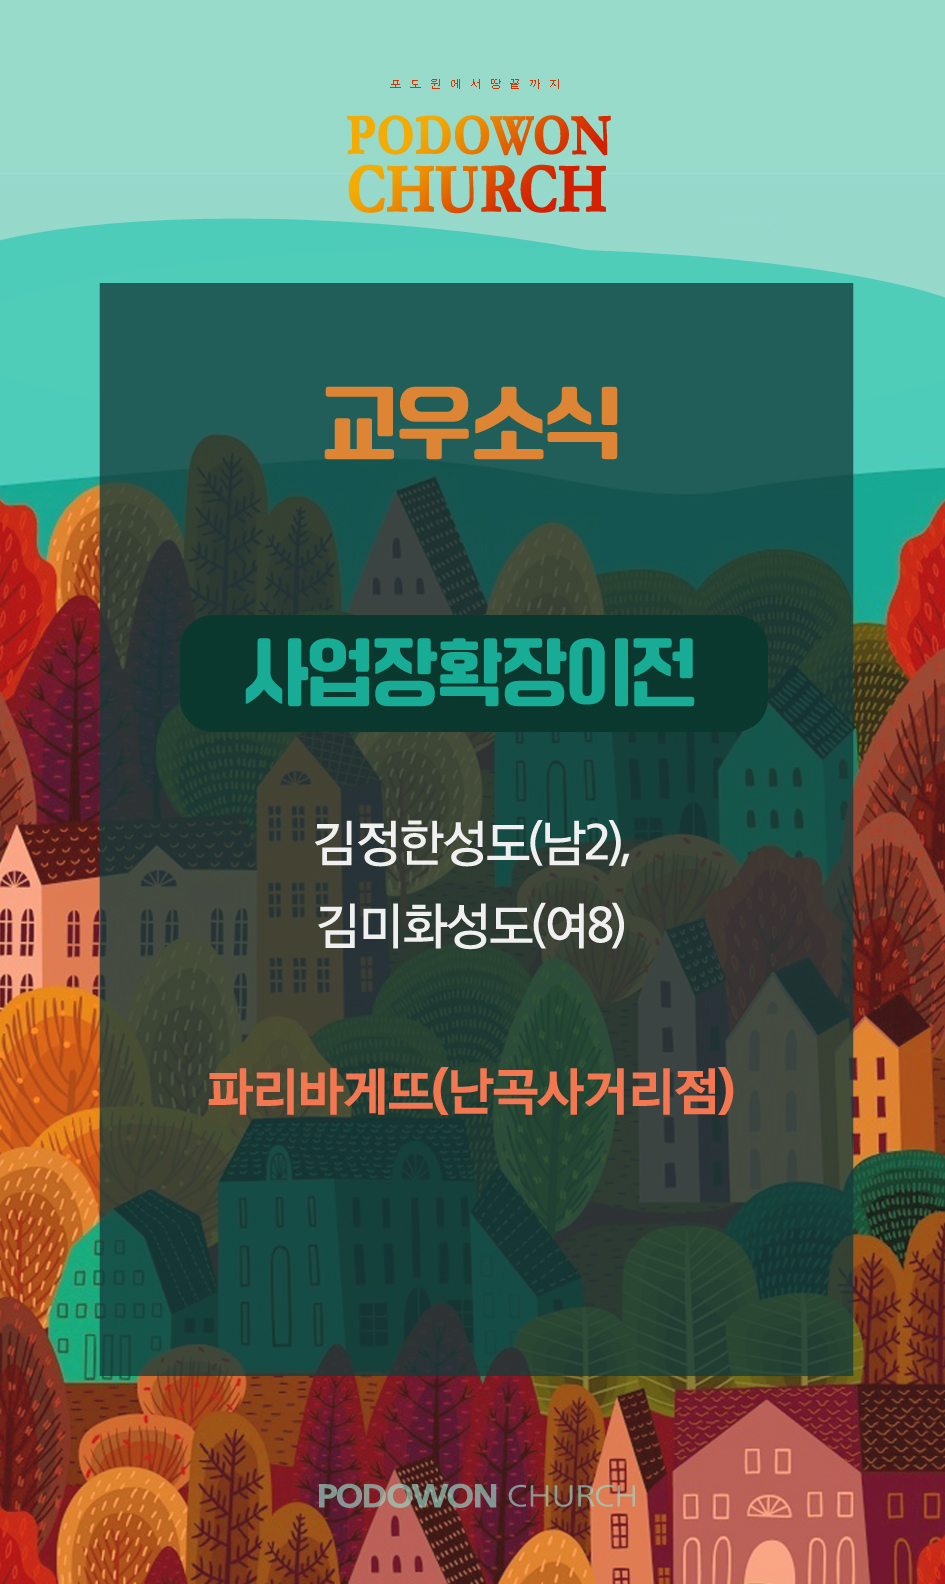 포도원에서땅끝까지
PODOWON
CHURCH
교우소식
사업장확장이전
김정한성도(남2),
김미화성도(여8)
파리바게뜨(난곡사거리점)
PODOWON CHURCH